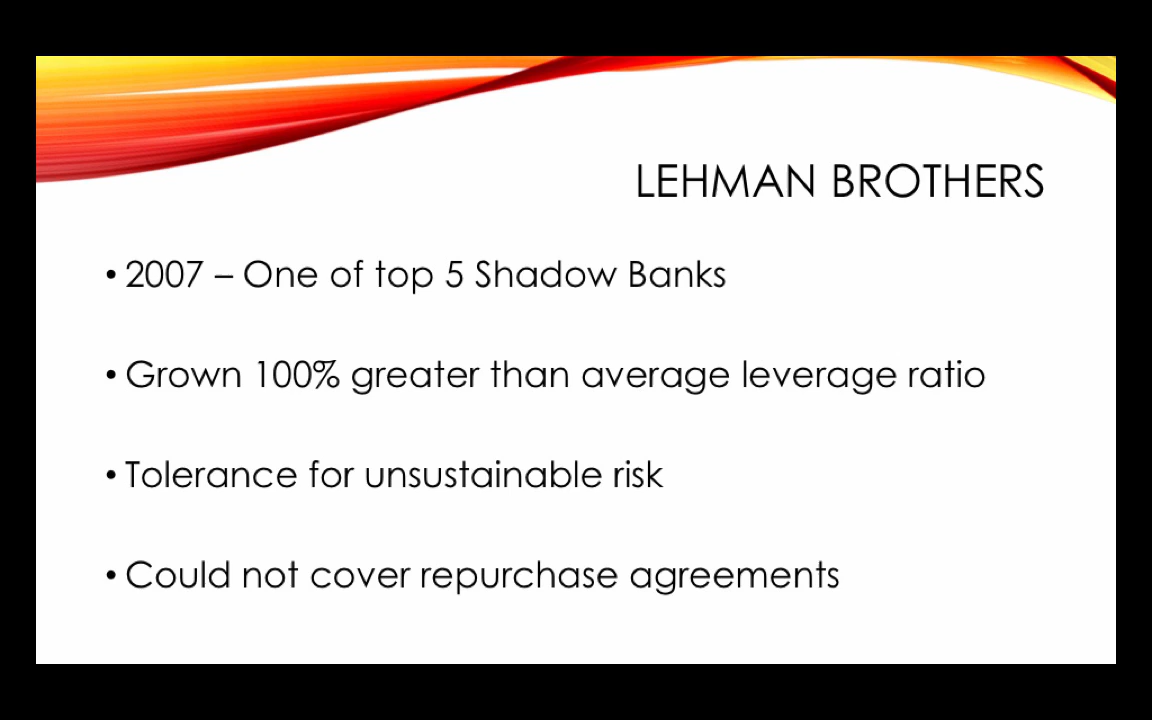 LEHMAN BROTHERS
• 2007 – One of top 5 Shadow Banks
• Grown 100% greater than average leverage ratio
• Tolerance for unsustainable risk
• Could not cover repurchase agreements